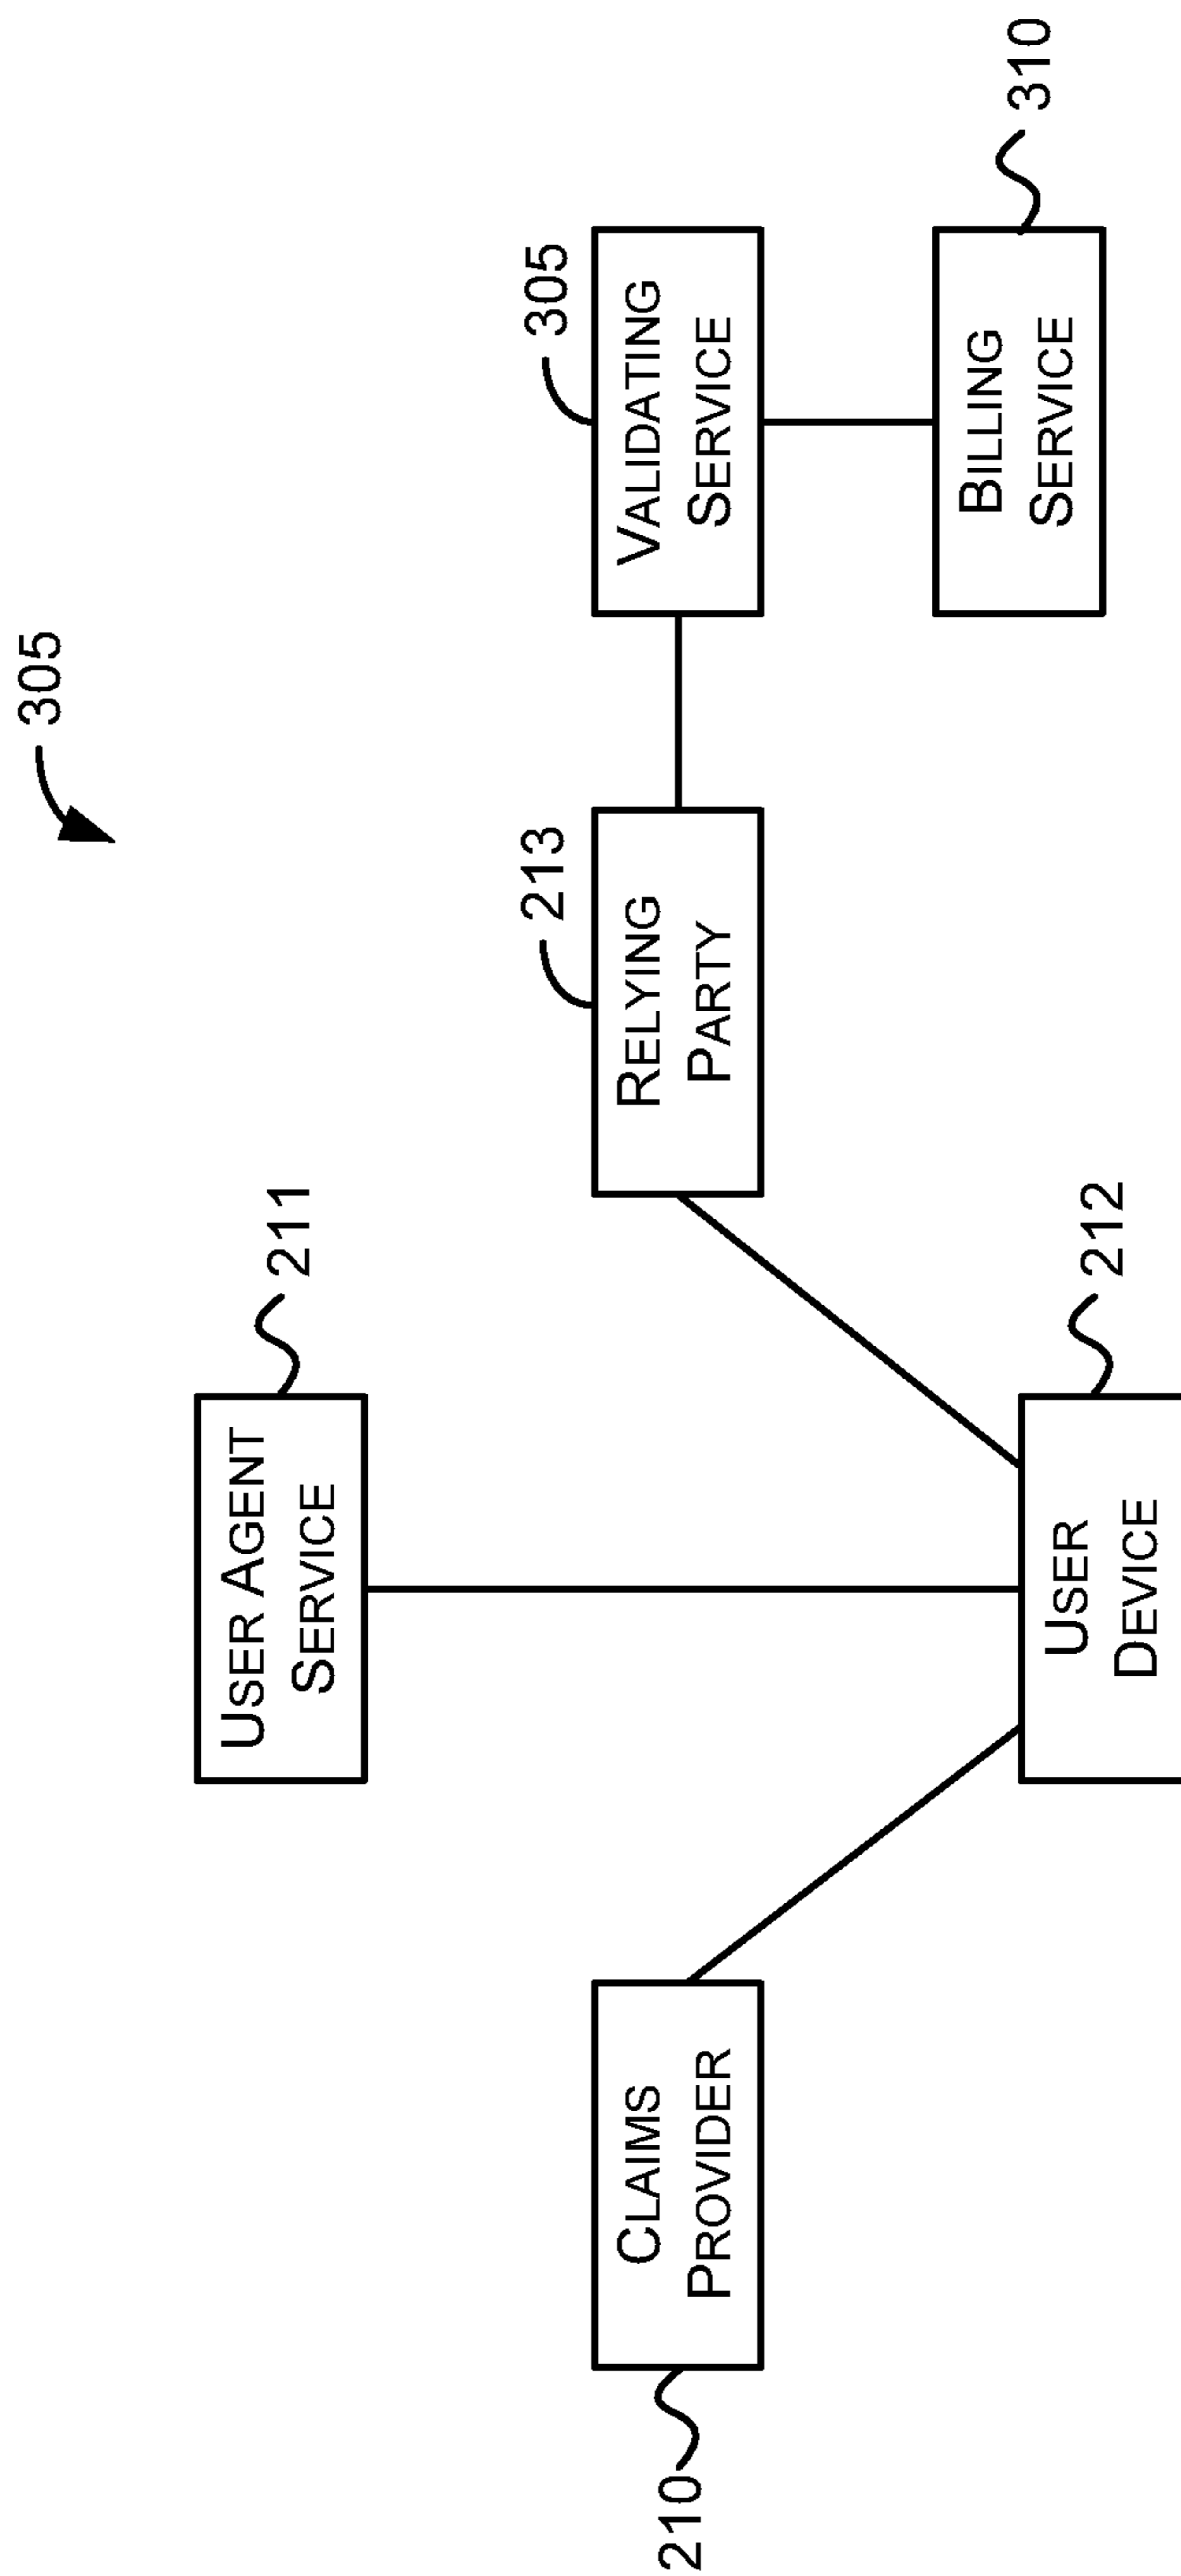 305
211
USER AGENT
SERVICE
210
CLAIMS
PROVIDER
213
RELYING
PARTY
305
VALIDATING
SERVICE
212
USER
DEVICE
310
BILLING
SERVICE